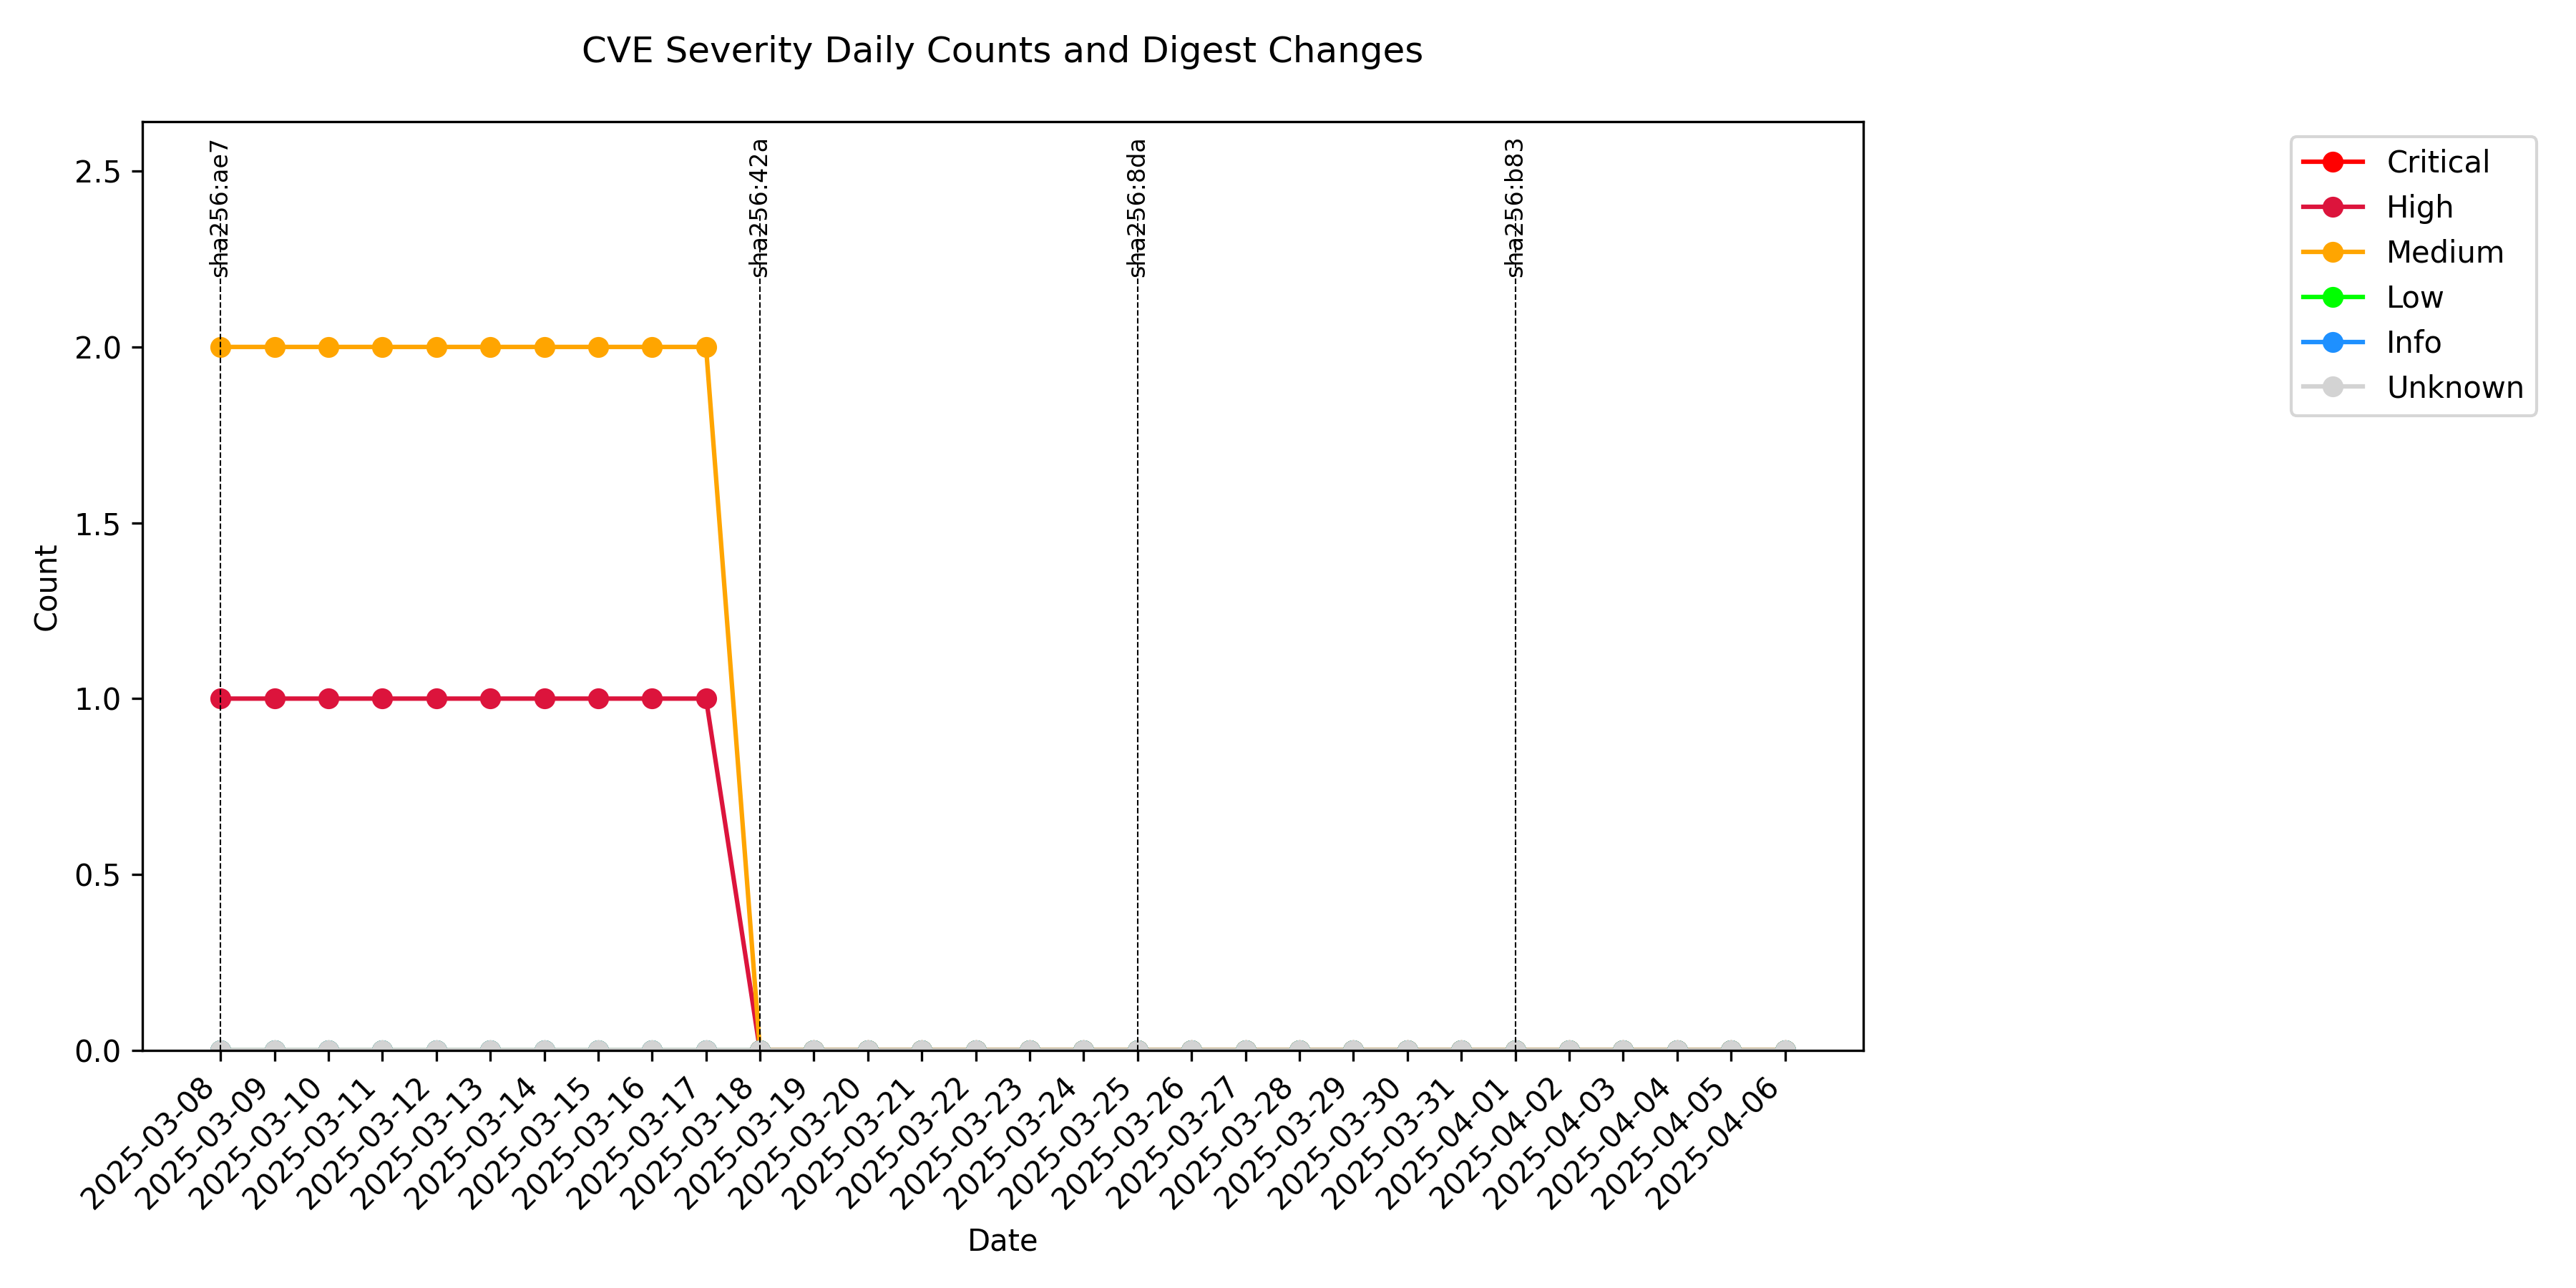 CVE Severity Daily Counts and Digest Changes
sha256:ae7
sha256:42a
sha256:8da
sha256:b83
Critical
High
Medium
Low
Info
Unknown
2.5
2.0
1.5
1.0
0.5
0.0
Count
2025-03-08
2025-03-09
2025-03-10
2025-03-11
2025-03-12
2025-03-13
2025-03-14
2025-03-15
2025-03-16
2025-03-17
2025-03-18
2025-03-19
2025-03-20
2025-03-21
2025-03-22
2025-03-23
2025-03-24
2025-03-25
2025-03-26
2025-03-27
2025-03-28
2025-03-29
2025-03-30
2025-03-31
2025-04-01
2025-04-02
2025-04-03
2025-04-04
2025-04-05
2025-04-06
Date